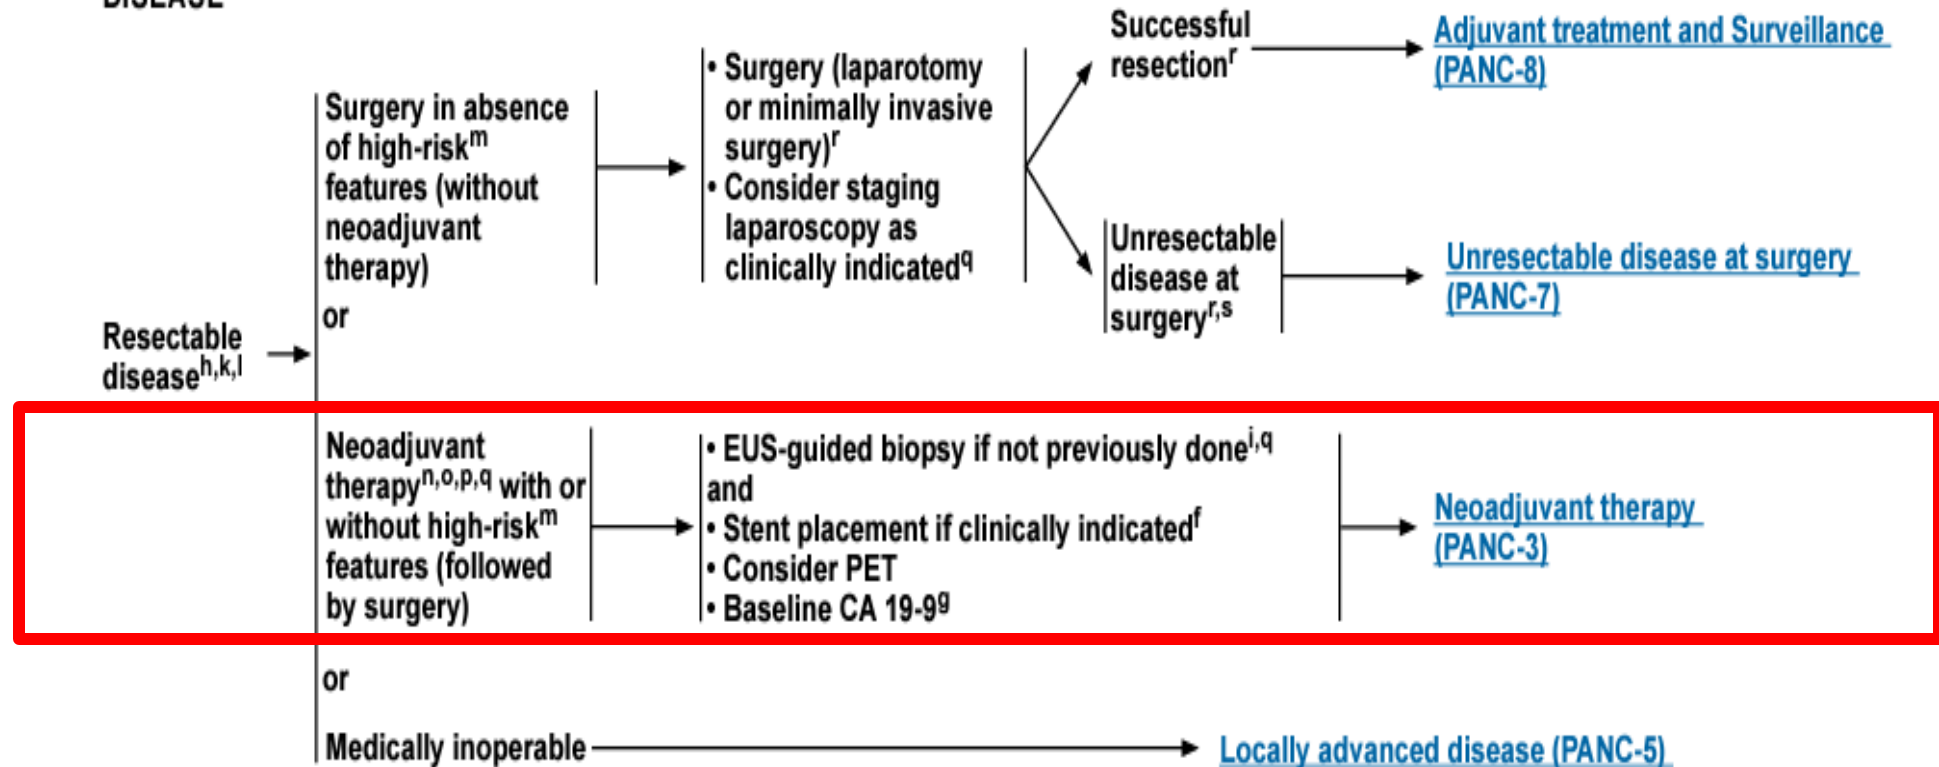 DISEASE
Resectable
disease^h,k,l
Surgery in absence
of high-risk^m
features (without
neoadjuvant
therapy)
• Surgery (laparotomy
or minimally invasive
surgery)^r
• Consider staging
laparoscopy as
clinically indicated^q
Successful
resection^r
Adjuvant treatment and Surveillance
(PANC-8)
Unresectable
disease at
surgery^r,s
Unresectable disease at surgery
(PANC-7)
or
Neoadjuvant
therapy^n,o,p,q with or
without high-risk^m
features (followed
by surgery)
• EUS-guided biopsy if not previously done^i,q
and
• Stent placement if clinically indicated^f
• Consider PET
• Baseline CA 19-9^g
Neoadjuvant therapy
(PANC-3)
or
Medically inoperable
Locally advanced disease (PANC-5)